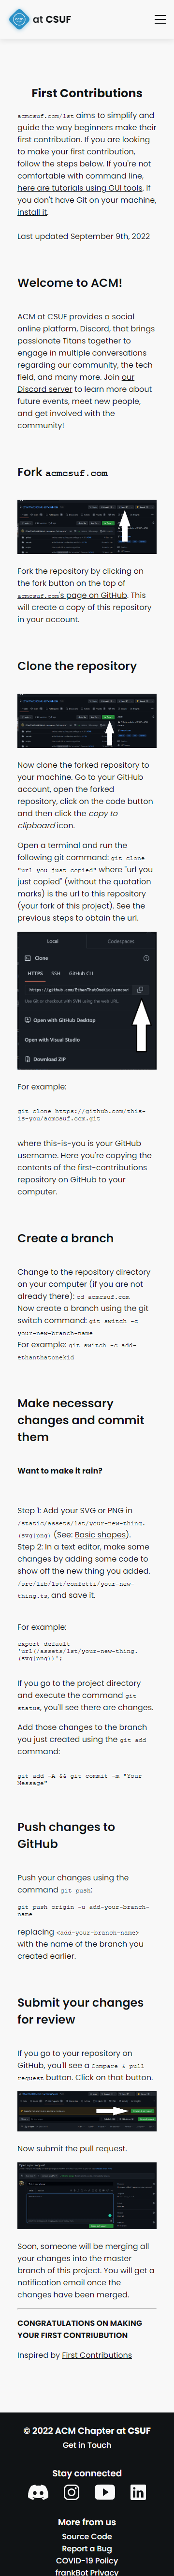 at CSUF
First Contributions
acmcsuf.com/1st aims to simplify and
guide the way beginners make their
first contribution. If you are looking
to make your first contribution,
follow the steps below. If you're not
comfortable with command line,
here are tutorials using GUI tools. If
you don't have Git on your machine,
install it.
Last updated September 9th, 2022
Welcome to ACM!
ACM at CSUF provides a social
online platform, Discord, that brings
passionate Titans together to
engage in multiple conversations
regarding our community, the tech
field, and many more. Join our
Discord server to learn more about
future events, meet new people,
and get involved with the
community!
Fork acmcsuf.com
Fork the repository by clicking on
the fork button on the top of
acmcsuf.com's page on GitHub. This
will create a copy of this repository
in your account.
Clone the repository
Now clone the forked repository to
your machine. Go to your GitHub
account, open the forked
repository, click on the code button
and then click the copy to
clipboard icon.
Open a terminal and run the
following git command: git clone
"url you just copied" where "url you
just copied" (without the quotation
marks) is the url to this repository
(your fork of this project). See the
previous steps to obtain the url.
Local Codespaces
Clone
HTTPS SSH GitHub CLI
Use Git or checkout with SVN using the web URL.
Open with GitHub Desktop
Open with Visual Studio
Download ZIP
For example:
git clone https://github.com/this-
is-you/acmcsuf.com.git
where this-is-you is your GitHub
username. Here you're copying the
contents of the first-contributions
repository on GitHub to your
computer.
Create a branch
Change to the repository directory
on your computer (if you are not
already there): cd acmcsuf.com
Now create a branch using the git
switch command: git switch -c
your-new-branch-name
For example: git switch -c add-
ethanthatonekid
Make necessary
changes and commit
them
Want to make it rain?
Step 1: Add your SVG or PNG in
/static/assets/1st/your-new-thing.
(svg|png) (See: Basic shapes).
Step 2: In a text editor, make some
changes by adding some code to
show off the new thing you added.
/src/lib/1st/confetti/your-new-
thing.ts, and save it.
For example:
export default
'url(/assets/1st/your-new-thing.
(svg|png))';
If you go to the project directory
and execute the command git
status, you'll see there are changes.
Add those changes to the branch
you just created using the git add
command:
git add -A && git commit -m "Your
Message"
Push changes to
GitHub
Push your changes using the
command git push:
git push origin -u add-your-branch-
name
replacing <add-your-branch-name>
with the name of the branch you
created earlier.
Submit your changes
for review
If you go to your repository on
GitHub, you'll see a Compare & pull
request button. Click on that button.
Now submit the pull request.
Soon, someone will be merging all
your changes into the master
branch of this project. You will get a
notification email once the
changes have been merged.
CONGRATULATIONS ON MAKING
YOUR FIRST CONTRIUBUTION
Inspired by First Contributions
© 2022 ACM Chapter at CSUF
Get in Touch
Stay connected
More from us
Source Code
Report a Bug
COVID-19 Policy
frankBot Privacy